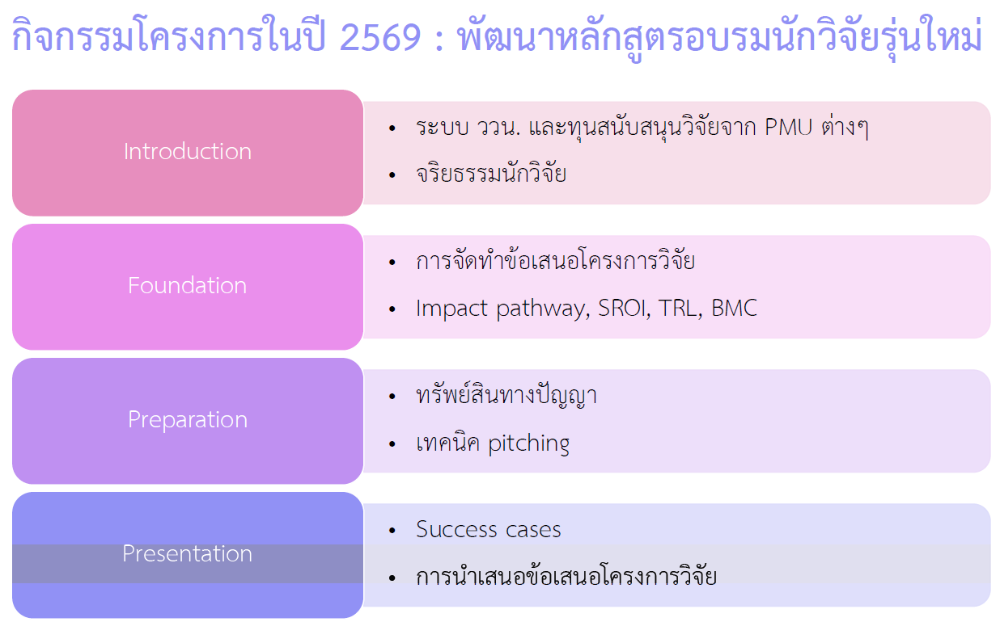 กิจกรรมโครงการในปี 2569 : พัฒนาหลักสูตรอบรมนักวิจัยรุ่นใหม่
Introduction
• ระบบ ววน. และทุนสนับสนุนวิจัยจาก PMU ต่างๆ
• จริยธรรมนักวิจัย
Foundation
• การจัดทำข้อเสนอโครงการวิจัย
• Impact pathway, SROI, TRL, BMC
Preparation
• ทรัพย์สินทางปัญญา
• เทคนิค pitching
Presentation
• Success cases
• การนำเสนอข้อเสนอโครงการวิจัย